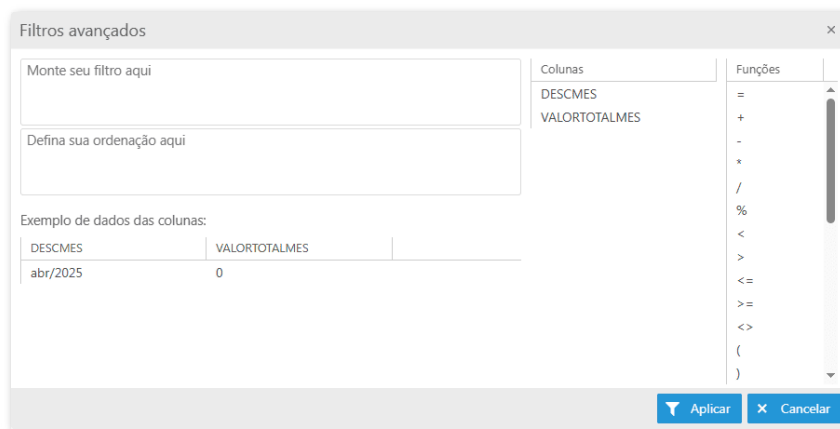 Filtros avançados ×
Monte seu filtro aqui
Defina sua ordenação aqui
Exemplo de dados das colunas:
DESCMES VALORTOTALMES
abr/2025 0
Colunas
DESCMES
VALORTOTALMES
Funções
=
+
-
*
/
%
<
>
<=
>=
<>
(
)
Aplicar
× Cancelar